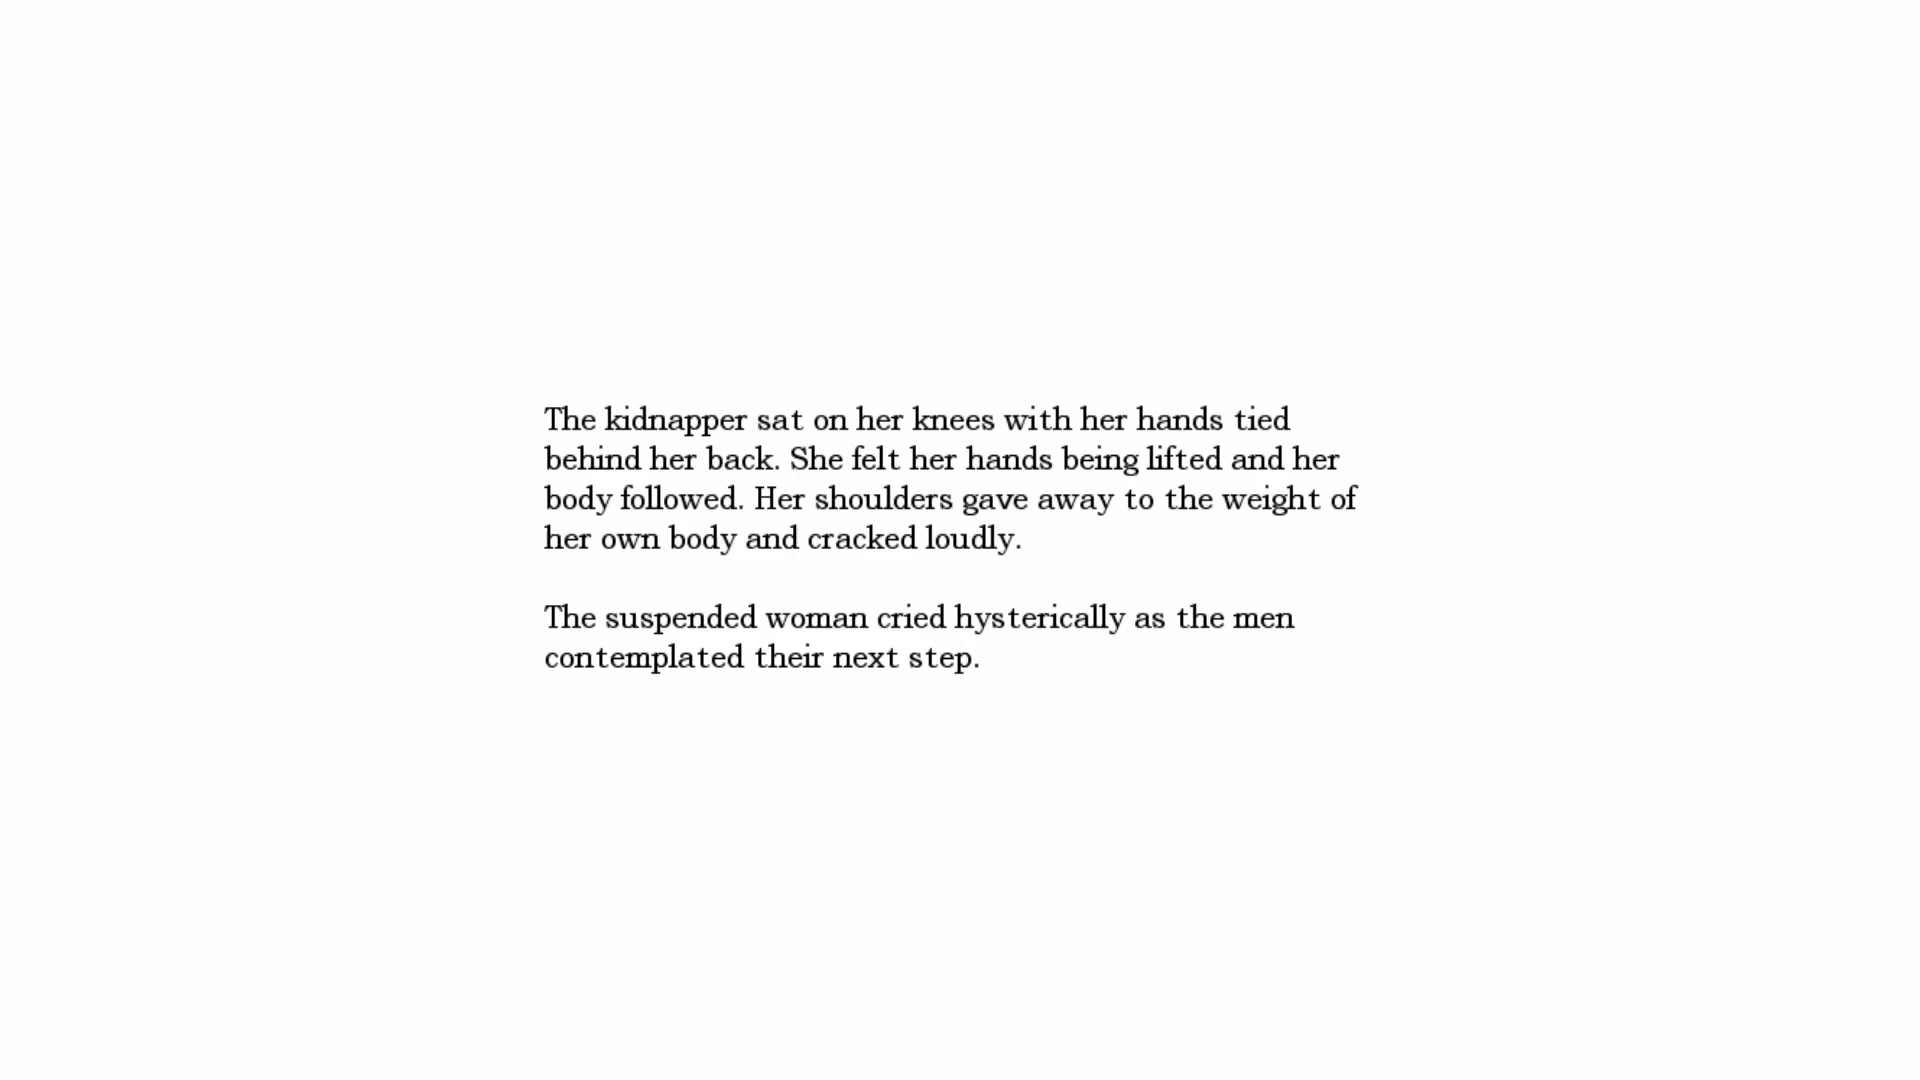 The kidnapper sat on her knees with her hands tied
behind her back. She felt her hands being lifted and her
body followed. Her shoulders gave away to the weight of
her own body and cracked loudly.
The suspended woman cried hysterically as the men
contemplated their next step.